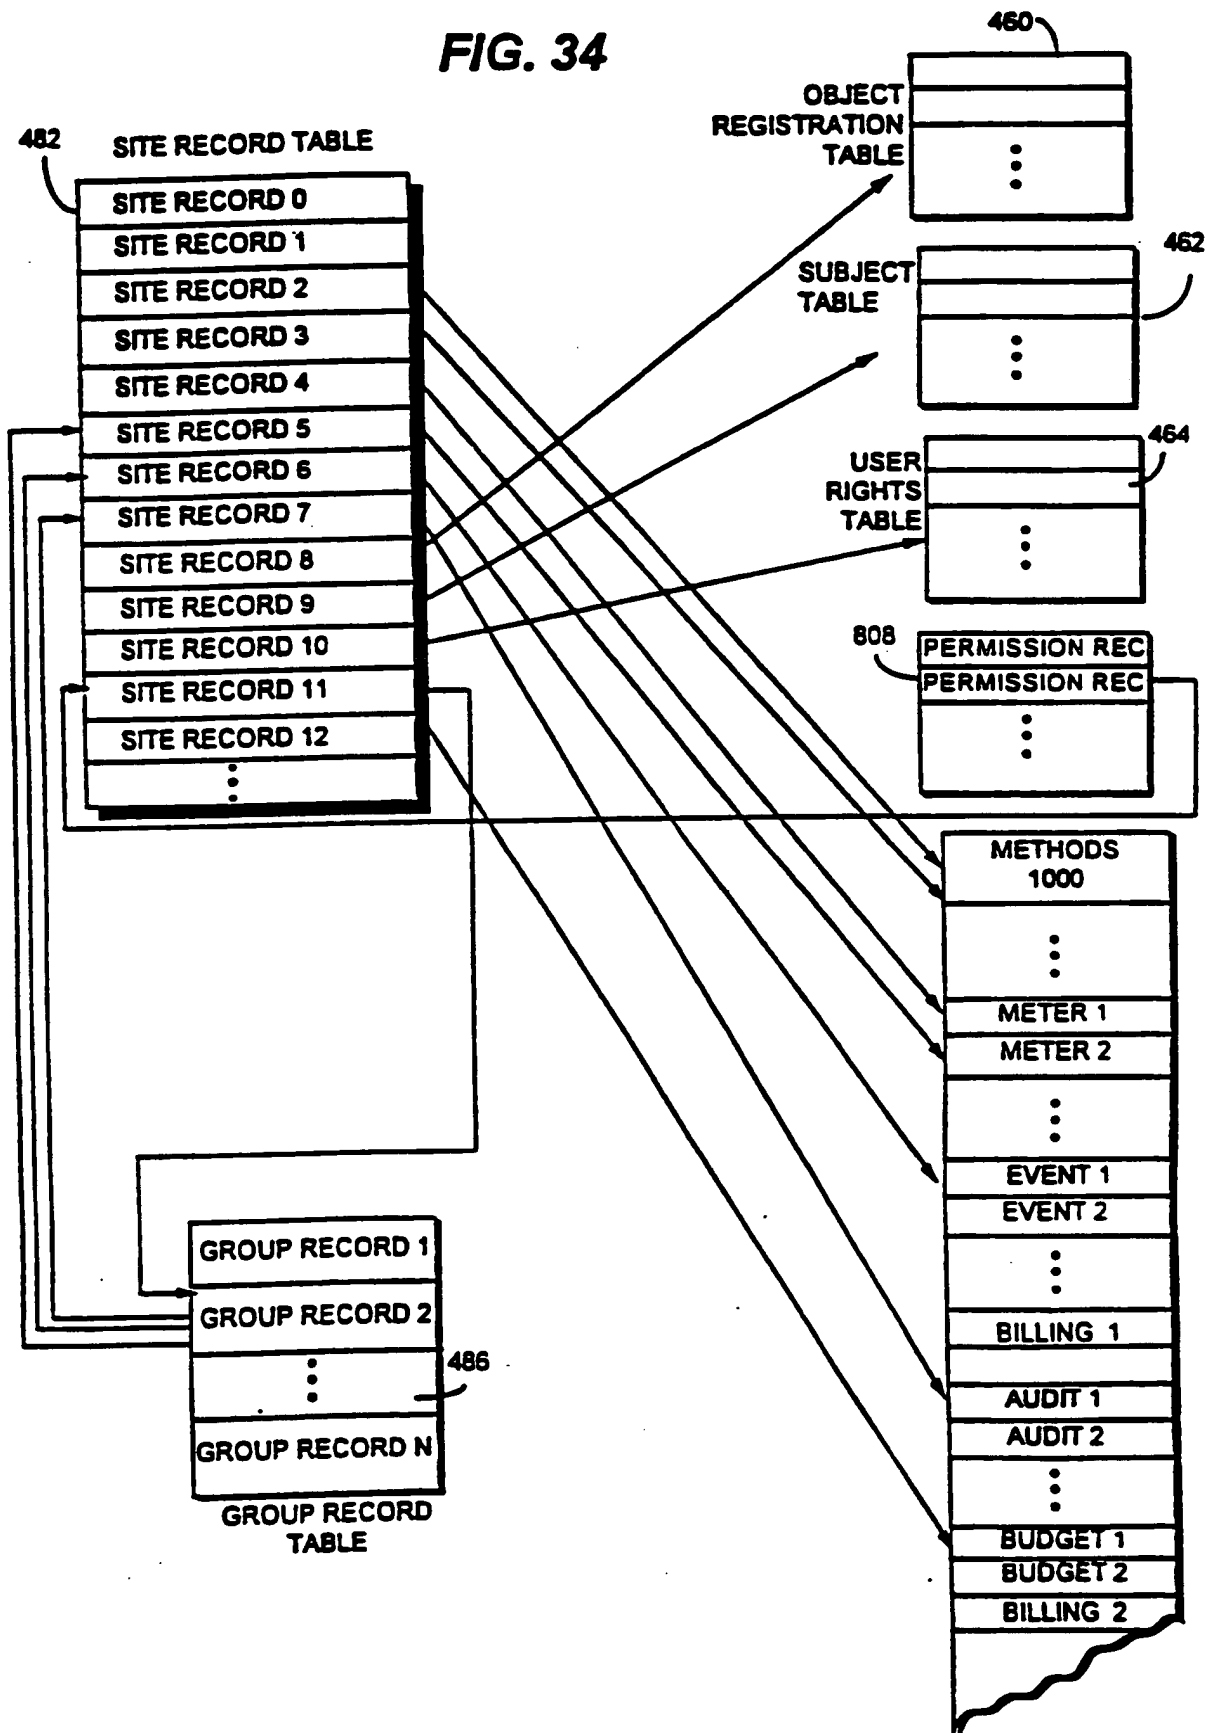 FIG. 34
460
OBJECT
REGISTRATION
TABLE
482
SITE RECORD TABLE
SITE RECORD 0
SITE RECORD 1
SITE RECORD 2
SITE RECORD 3
SITE RECORD 4
SITE RECORD 5
SITE RECORD 6
SITE RECORD 7
SITE RECORD 8
SITE RECORD 9
SITE RECORD 10
SITE RECORD 11
SITE RECORD 12
462
SUBJECT
TABLE
464
USER
RIGHTS
TABLE
808
PERMISSION REC
PERMISSION REC
METHODS
1000
METER 1
METER 2
EVENT 1
EVENT 2
BILLING 1
AUDIT 1
AUDIT 2
BUDGET 1
BUDGET 2
BILLING 2
GROUP RECORD 1
GROUP RECORD 2
486
GROUP RECORD N
GROUP RECORD
TABLE